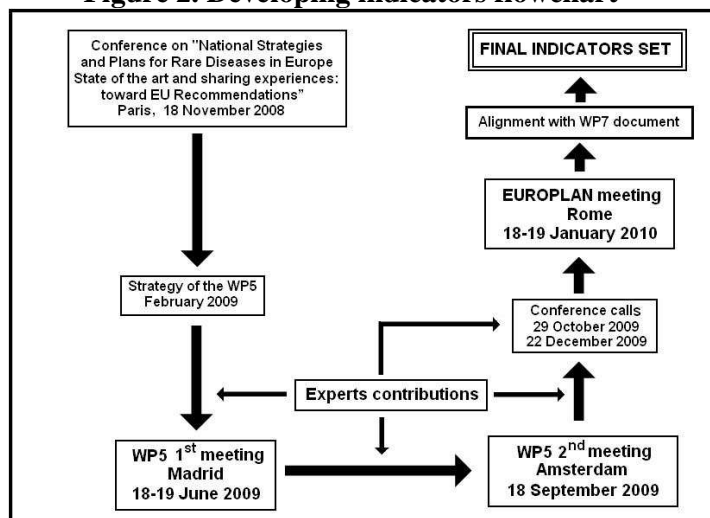 Figure 2. Developing indicators flowchart
Conference on "National Strategies
and Plans for Rare Diseases in Europe
State of the art and sharing experiences:
toward EU Recommendations”
Paris, 18 November 2008
Strategy of the WP5
February 2009
WP5 1st meeting
Madrid
18-19 June 2009
Experts contributions
WP5 2nd meeting
Amsterdam
18 September 2009
Conference calls
29 October 2009
22 December 2009
EUROPLAN meeting
Rome
18-19 January 2010
Alignment with WP7 document
FINAL INDICATORS SET